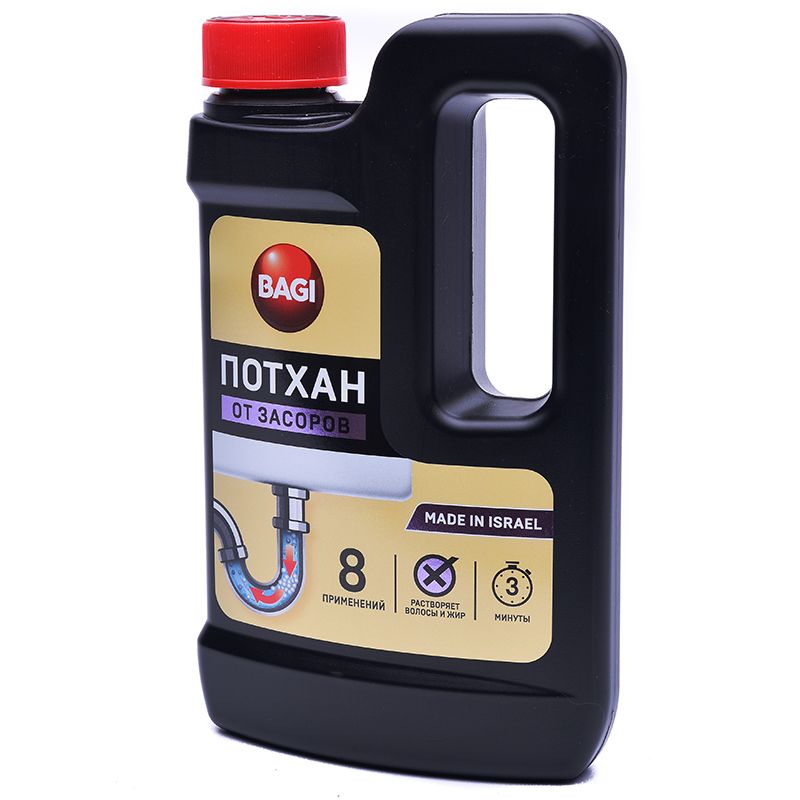 BAGI
ПОТХАН
ОТ ЗАСОРОВ
MADE IN ISRAEL
8
ПРИМЕНЕНИЙ
РАСТВОРЯЕТ
ВОЛОСЫ И ЖИР
3
МИНУТЫ